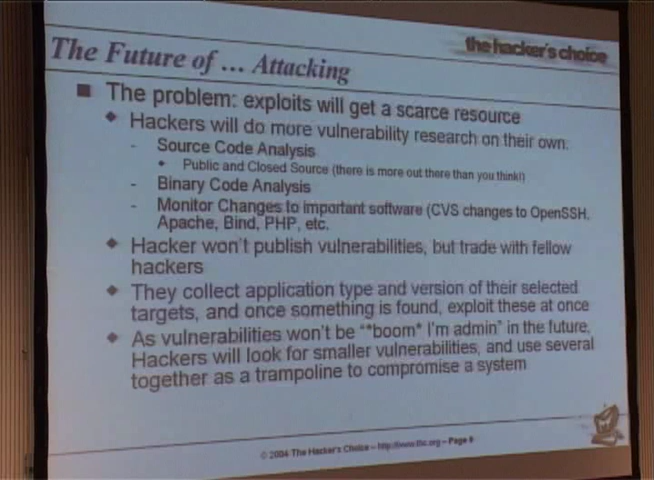 the hacker's choice
The Future of ... Attacking
■ The problem: exploits will get a scarce resource
◆ Hackers will do more vulnerability research on their own:
- Source Code Analysis
◆ Public and Closed Source (there is more out there than you think!)
- Binary Code Analysis
- Monitor Changes to important software (CVS changes to OpenSSH,
Apache, Bind, PHP, etc.
◆ Hacker won't publish vulnerabilities, but trade with fellow
hackers
◆ They collect application type and version of their selected
targets, and once something is found, exploit these at once
◆ As vulnerabilities won't be "*boom* I'm admin" in the future,
Hackers will look for smaller vulnerabilities, and use several
together as a trampoline to compromise a system
© 2004 The Hacker's Choice – http://www.thc.org – Page 9